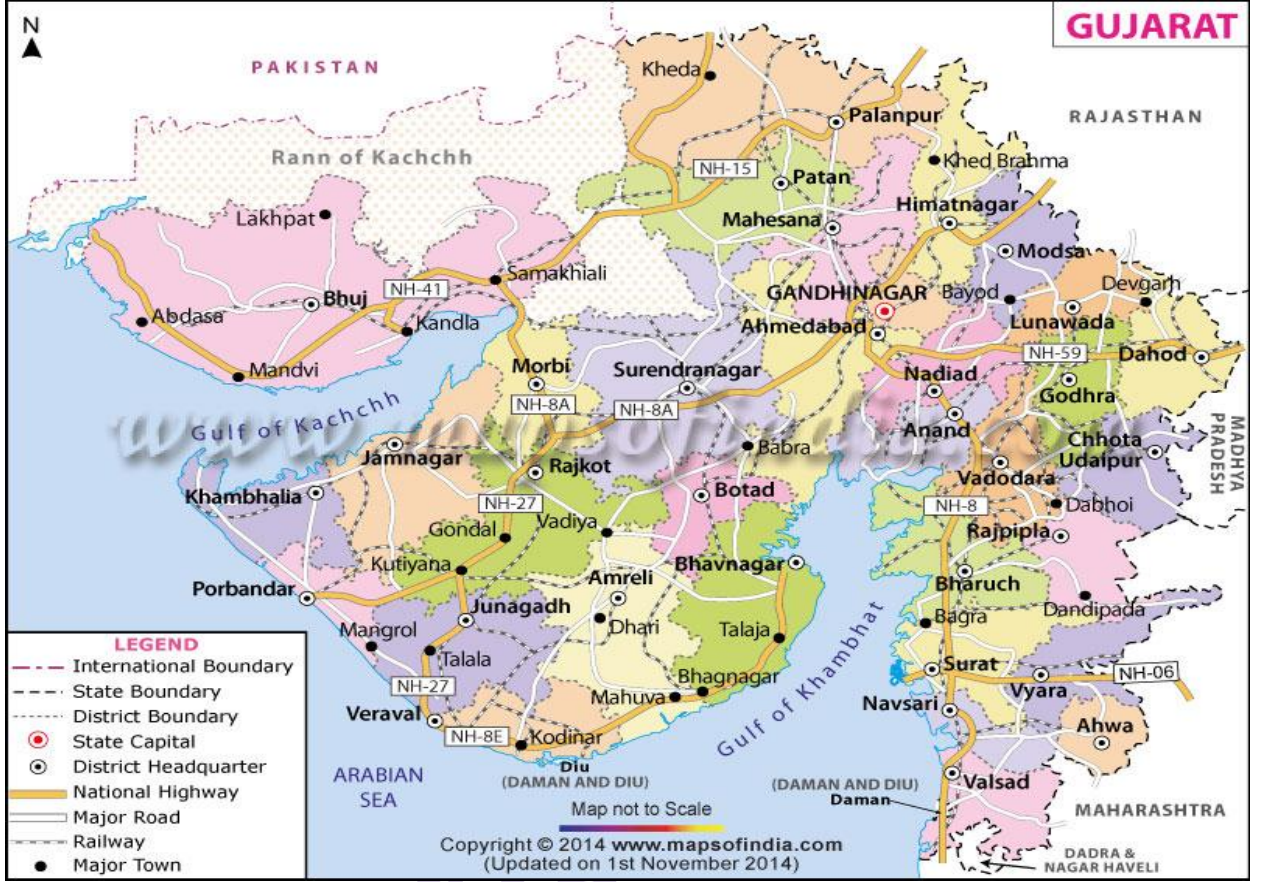 GUJARAT
N
PAKISTAN
RAJASTHAN
Kheda
Palanpur
Rann of Kachchh
Khed Brahma
NH-15
Patan
Lakhpat
Mahesana
Himatnagar
Modsa
Samakhiali
NH-41
Bhuj
GANDHINAGAR
Bayod
Devgarh
Abdasa
Kandla
Ahmedabad
Lunawada
NH-59
Dahod
Mandvi
Morbi
Surendranagar
Nadiad
Godhra
NH-8A
NH-8A
Gulf of Kachchh
www.mapsofindia.com
Anand
Chhota
Udaipur
MADHYA
PRADESH
Jamnagar
Rajkot
Babra
Vadodara
Khambhalia
Botad
NH-27
NH-8
Dabhoi
Gondal
Vadiya
Rajpipla
Kutiyana
Bhavnagar
Porbandar
Amreli
Bharuch
Junagadh
Dandipada
Mangrol
Dhari
Talaja
Bagra
Talala
Gulf of Khambhat
Surat
NH-27
Bhagnagar
Mahuva
Vyara
NH-06
Veraval
Navsari
NH-8E
Kodinar
Ahwa
ARABIAN
SEA
Diu
(DAMAN AND DIU)
(DAMAN AND DIU)
Daman
Valsad
MAHARASHTRA
DADRA &
NAGAR HAVELI
LEGEND
International Boundary
State Boundary
District Boundary
State Capital
District Headquarter
National Highway
Major Road
Railway
Major Town
Map not to Scale
Copyright © 2014 www.mapsofindia.com
(Updated on 1st November 2014)